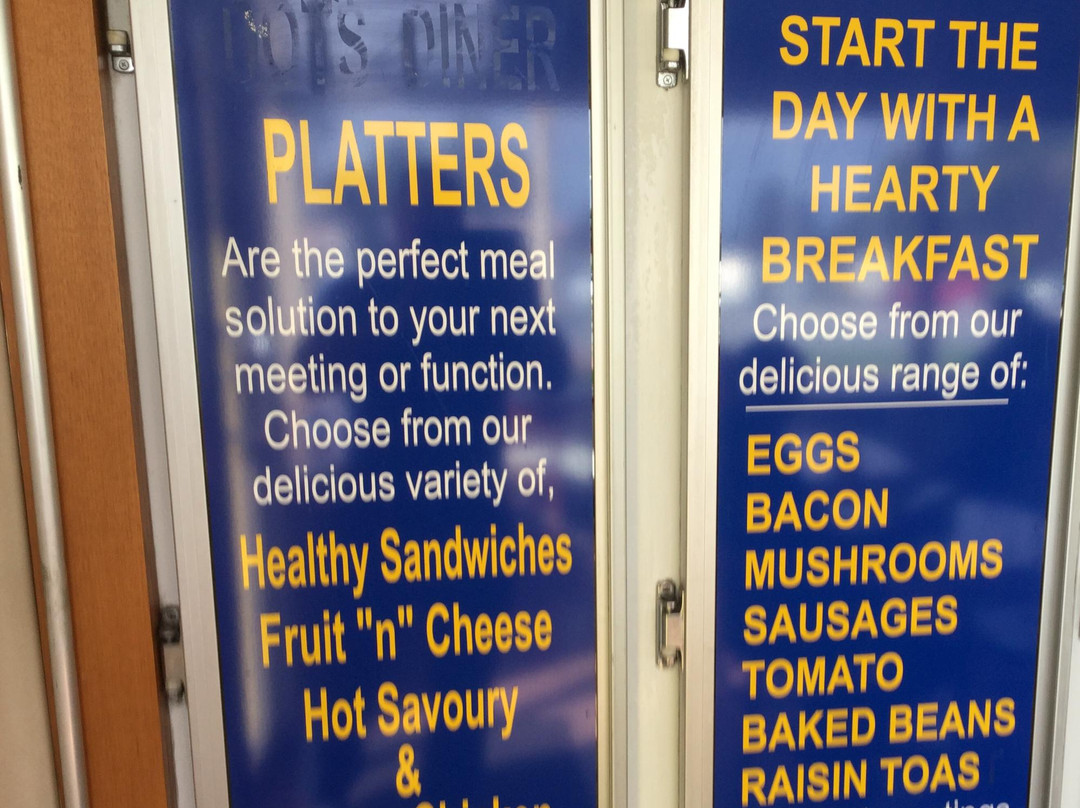 DINER
PLATTERS
Are the perfect meal
solution to your next
meeting or function.
Choose from our
delicious variety of,
Healthy Sandwiches
Fruit "n" Cheese
Hot Savoury
&
START THE
DAY WITH A
HEARTY
BREAKFAST
Choose from our
delicious range of:
EGGS
BACON
MUSHROOMS
SAUSAGES
TOMATO
BAKED BEANS
RAISIN TOAS